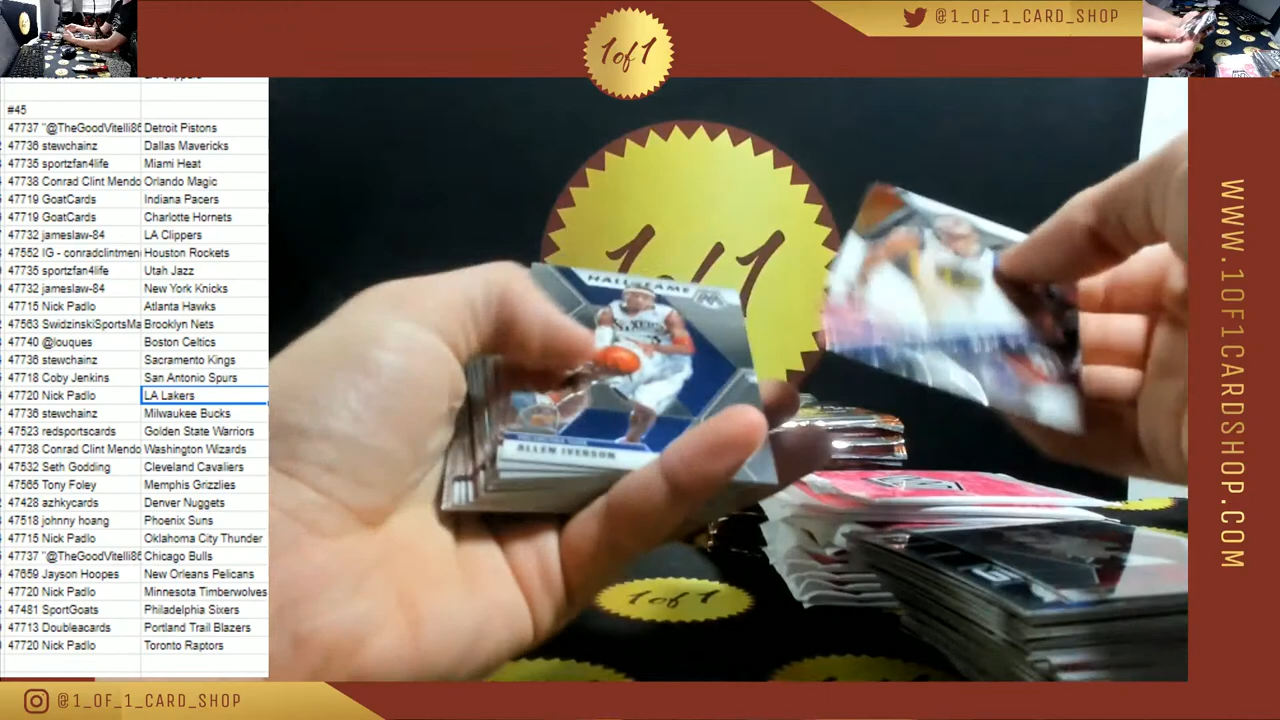 @1_OF_1_CARD_SHOP
1of1
#45
47737 "@TheGoodVitelli86 Detroit Pistons
47736 stewchainz Dallas Mavericks
47735 sportzfan4life Miami Heat
47738 Conrad Clint Mendo Orlando Magic
47719 GoatCards Indiana Pacers
47719 GoatCards Charlotte Hornets
47732 jameslaw-84 LA Clippers
47552 IG - conradclintmen Houston Rockets
47735 sportzfan4life Utah Jazz
47732 jameslaw-84 New York Knicks
47715 Nick Padlo Atlanta Hawks
47563 SwidzinskiSportsMa Brooklyn Nets
47740 @louques Boston Celtics
47736 stewchainz Sacramento Kings
47718 Coby Jenkins San Antonio Spurs
47720 Nick Padlo LA Lakers
47736 stewchainz Milwaukee Bucks
47523 redsportscards Golden State Warriors
47738 Conrad Clint Mendo Washington Wizards
47532 Seth Godding Cleveland Cavaliers
47566 Tony Foley Memphis Grizzlies
47428 azhkycards Denver Nuggets
47518 johnny hoang Phoenix Suns
47715 Nick Padlo Oklahoma City Thunder
47737 "@TheGoodVitelli86 Chicago Bulls
47659 Jayson Hoopes New Orleans Pelicans
47720 Nick Padlo Minnesota Timberwolves
47481 SportGoats Philadelphia Sixers
47713 Doubleacards Portland Trail Blazers
47720 Nick Padlo Toronto Raptors
1of1
SIXERS
ALLEN IVERSON
1of1
WWW.1OF1CARDSHOP.COM
@1_OF_1_CARD_SHOP